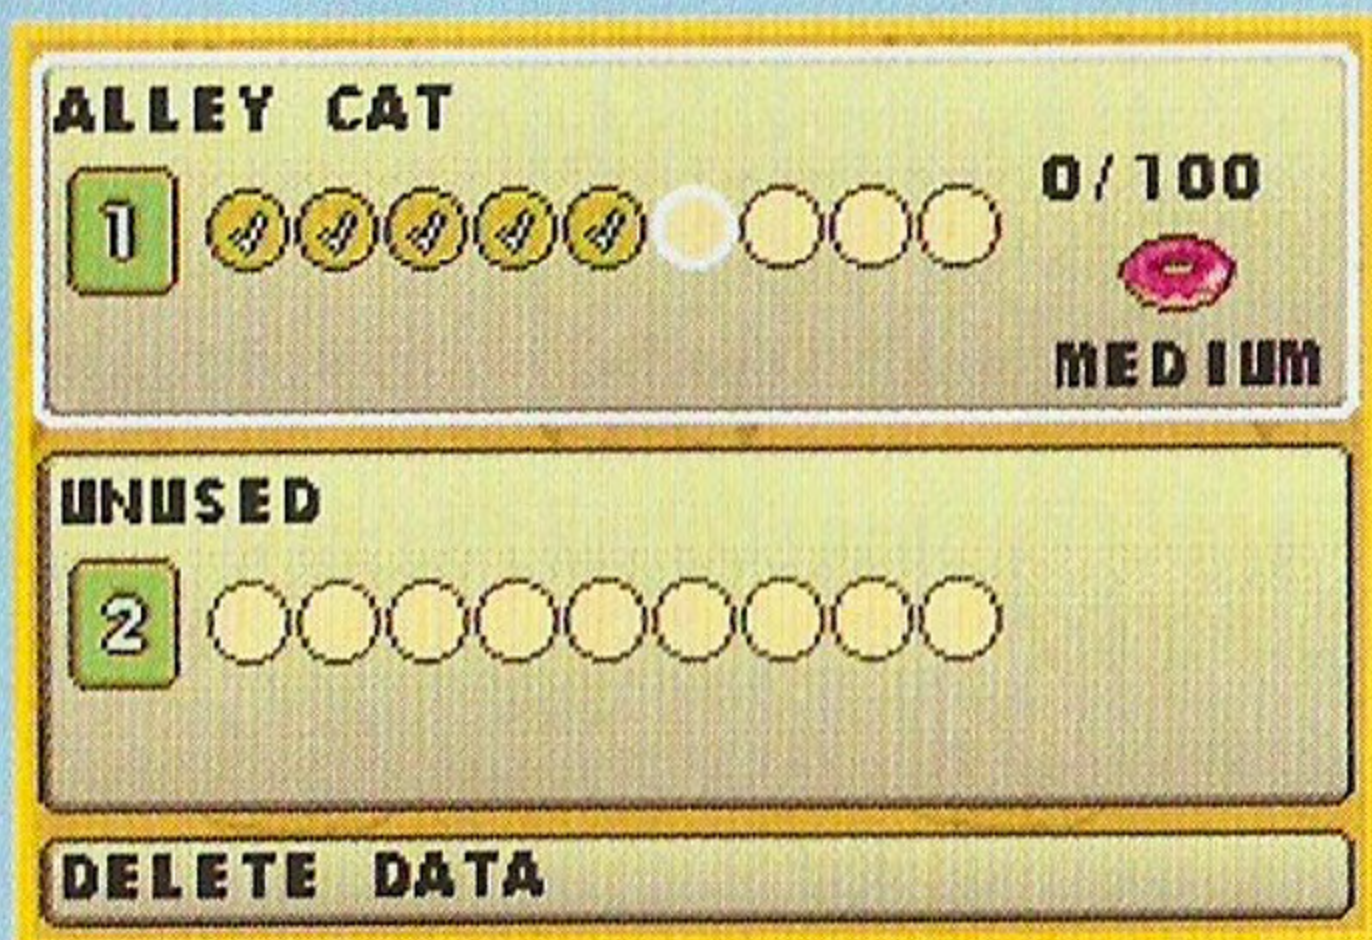 ALLEY CAT
1
0/100
MEDIUM
UNUSED
2
DELETE DATA